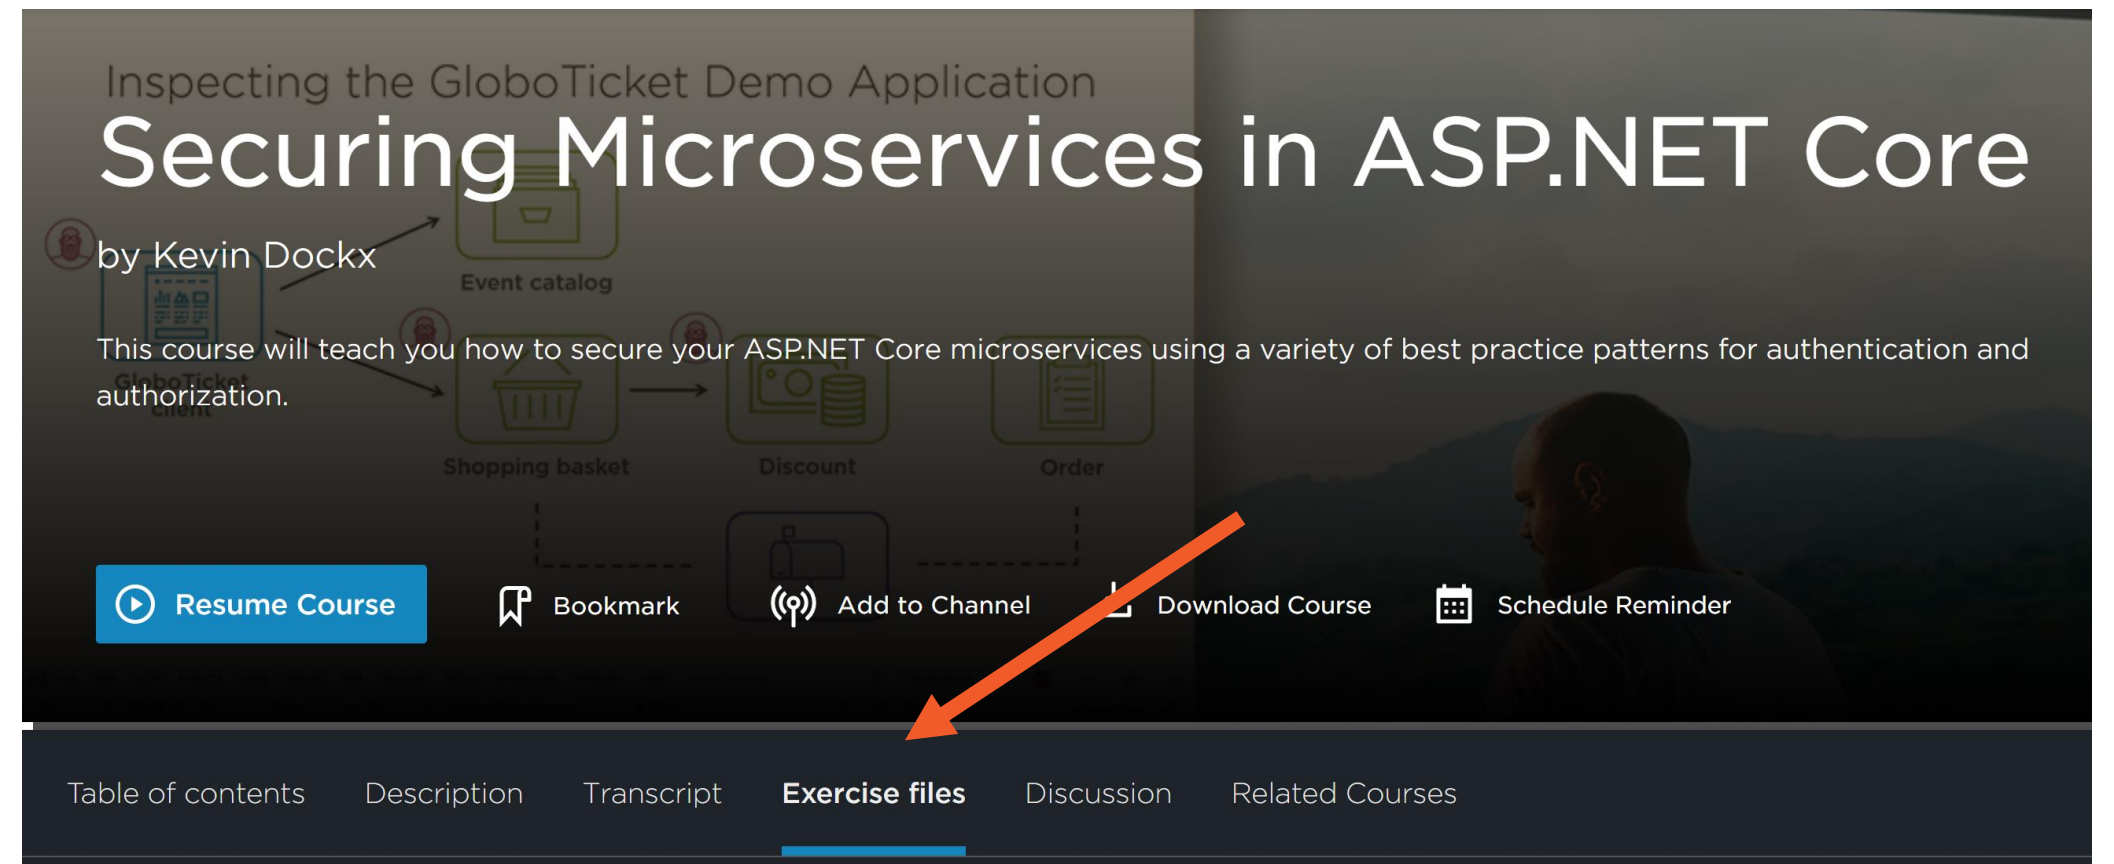 Inspecting the GloboTicket Demo Application
Securing Microservices in ASP.NET Core
by Kevin Dockx
Event catalog
This course will teach you how to secure your ASP.NET Core microservices using a variety of best practice patterns for authentication and
authorization.
GloboTicket
client
Shopping basket
Discount
Order
Resume Course
Bookmark
Add to Channel
Download Course
Schedule Reminder
Table of contents
Description
Transcript
Exercise files
Discussion
Related Courses